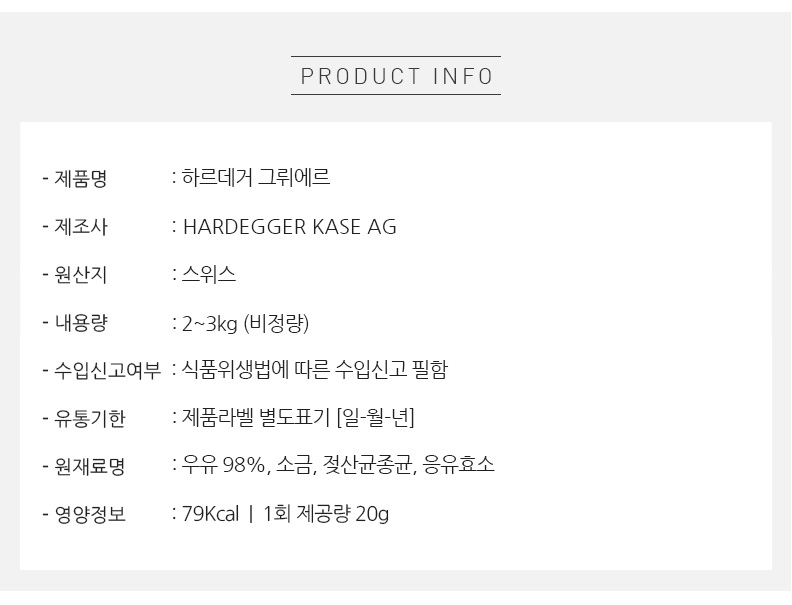 PRODUCT INFO
- 제품명 : 하르데거 그뤼에르
- 제조사 : HARDEGGER KASE AG
- 원산지 : 스위스
- 내용량 : 2~3kg (비정량)
- 수입신고여부 : 식품위생법에 따른 수입신고 필함
- 유통기한 : 제품라벨 별도표기 [일-월-년]
- 원재료명 : 우유 98%, 소금, 젖산균종균, 응유효소
- 영양정보 : 79Kcal | 1회 제공량 20g